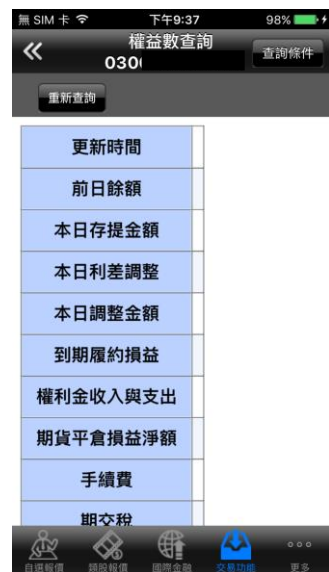 無 SIM 卡 下午9:37 98%
權益數查詢
030
查詢條件
重新查詢
更新時間
前日餘額
本日存提金額
本日利差調整
本日調整金額
到期履約損益
權利金收入與支出
期貨平倉損益淨額
手續費
期交稅
自選報價 類股報價 國際金融 交易功能 更多